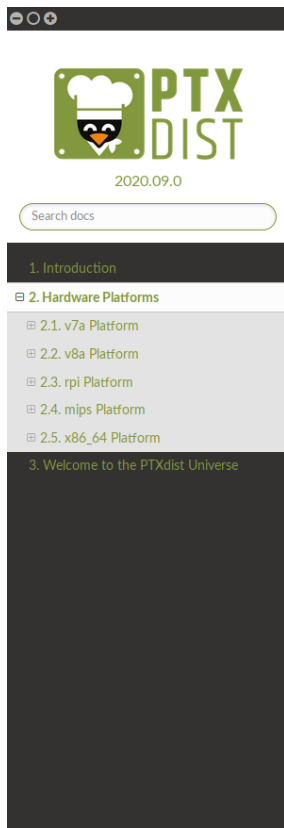 PTX
DIST
2020.09.0
Search docs
1. Introduction
2. Hardware Platforms
2.1. v7a Platform
2.2. v8a Platform
2.3. rpi Platform
2.4. mips Platform
2.5. x86_64 Platform
3. Welcome to the PTXdist Universe